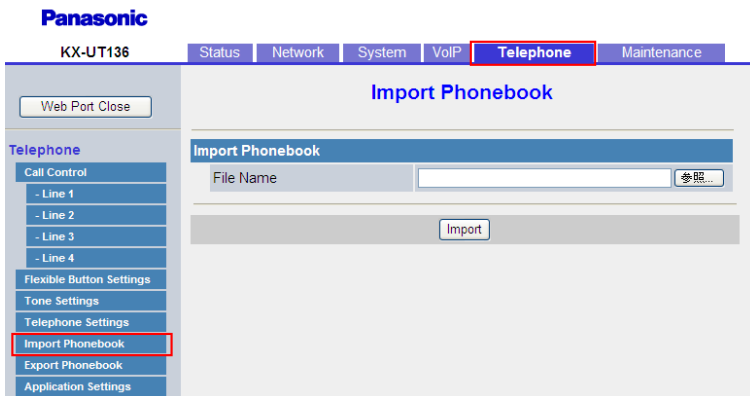 Panasonic
KX-UT136
Status Network System VoIP Telephone Maintenance
Web Port Close
Import Phonebook
Telephone
Call Control
- Line 1
- Line 2
- Line 3
- Line 4
Flexible Button Settings
Tone Settings
Telephone Settings
Import Phonebook
Export Phonebook
Application Settings
Import Phonebook
File Name 参照...
Import